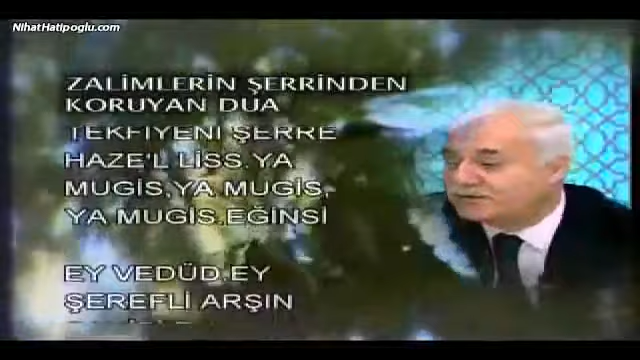 NihatHatipoglu.com
ZALİMLERİN ŞERRİNDEN
KORUYAN DUA
TEKFİYENİ ŞERRE
HAZE'L LİSS.YA
MUGİS,YA MUGİS,
YA MUGİS.EĞİNSİ
EY VEDÜD,EY
ŞEREFLİ ARŞIN